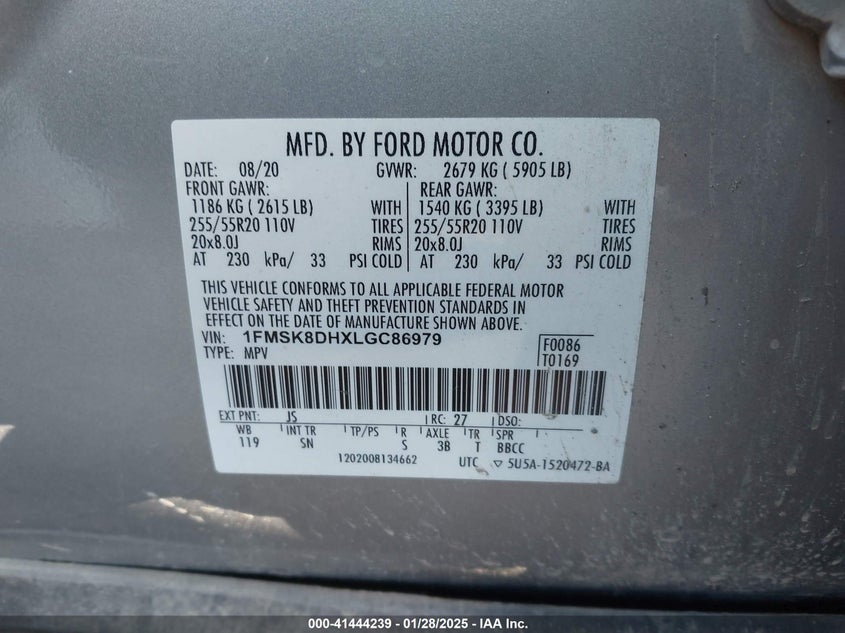 MFD. BY FORD MOTOR CO.
DATE: 08/20 GVWR: 2679 KG ( 5905 LB)
FRONT GAWR: REAR GAWR:
1186 KG ( 2615 LB) WITH 1540 KG ( 3395 LB) WITH
255/55R20 110V TIRES 255/55R20 110V TIRES
20x8.0J RIMS 20x8.0J RIMS
AT 230 kPa/ 33 PSI COLD AT 230 kPa/ 33 PSI COLD
THIS VEHICLE CONFORMS TO ALL APPLICABLE FEDERAL MOTOR
VEHICLE SAFETY AND THEFT PREVENTION STANDARDS IN
EFFECT ON THE DATE OF MANUFACTURE SHOWN ABOVE.
VIN: 1FMSK8DHXLGC86979 F0086
TYPE: MPV T0169
EXT PNT: JS RC: 27 DSO:
WB INT TR TP/PS R AXLE TR SPR
119 SN S 3B T BBCC
1202008134662 UTC ▽ 5U5A-1520472-BA
000-41444239 - 01/28/2025 - IAA Inc.